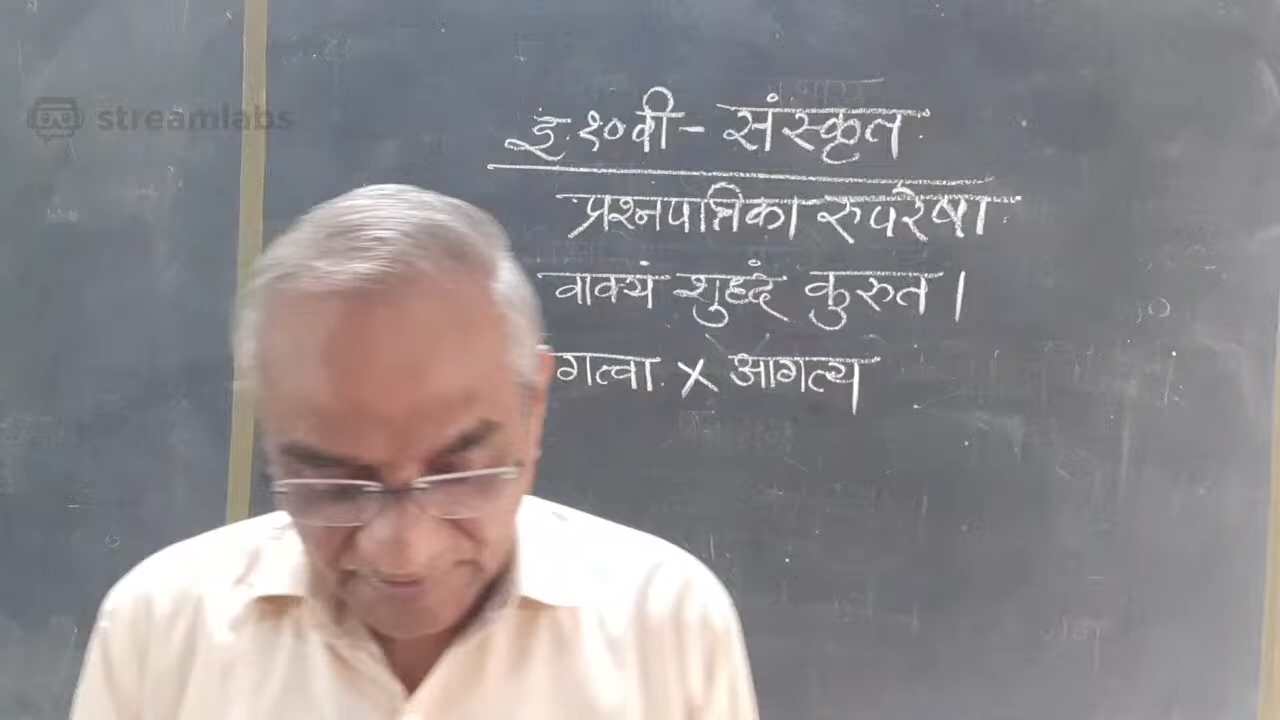 streamlabs
इ.१०वी - संस्कृत
प्रश्नपत्रिका रुपरेषा
वाक्यं शुध्दं कुरुत ।
गत्वा x आगत्य